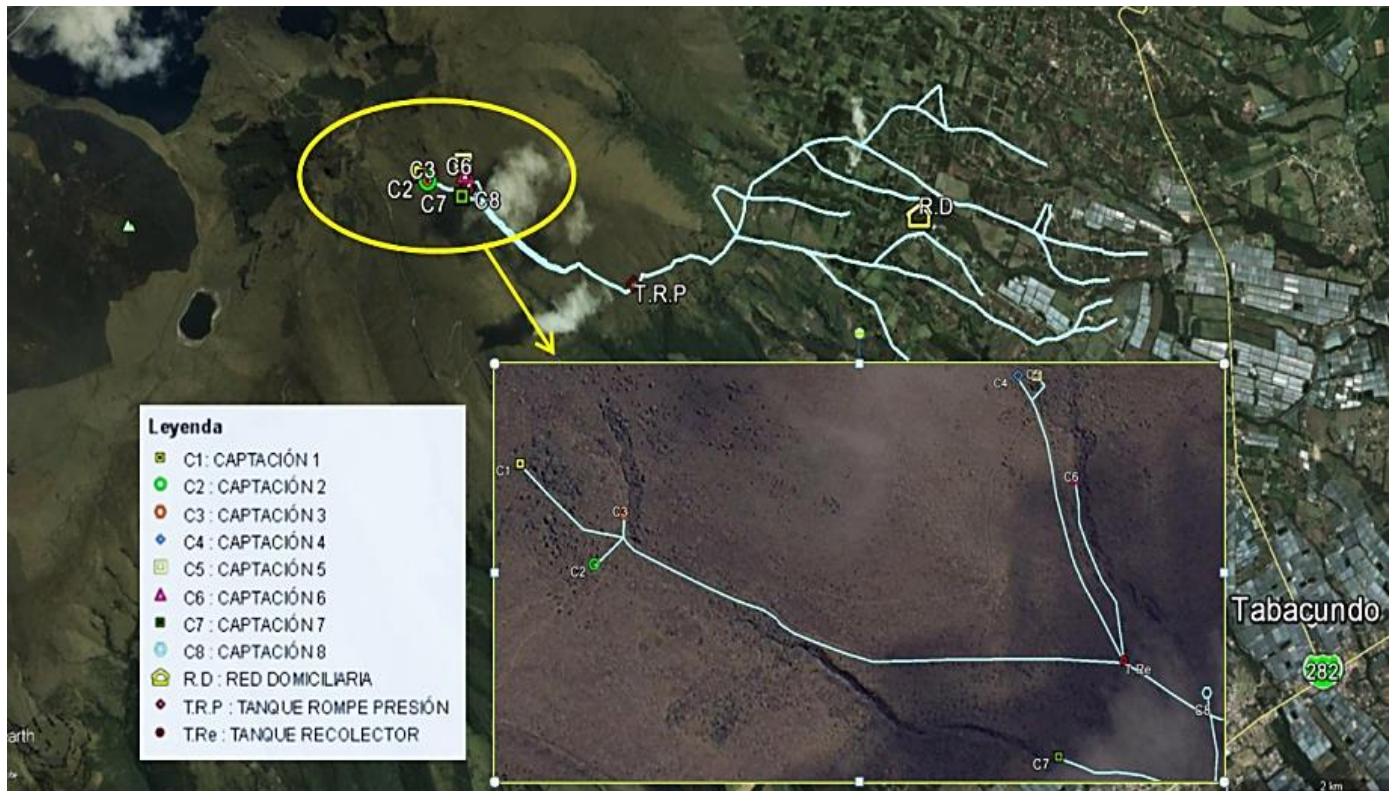 C3
C6
C2
C7
C8
R.D
T.R.P
Leyenda
C1: CAPTACIÓN 1
C2 : CAPTACIÓN 2
C3 : CAPTACIÓN 3
C4 : CAPTACIÓN 4
C5 : CAPTACIÓN 5
C6 : CAPTACIÓN 6
C7 : CAPTACIÓN 7
C8 : CAPTACIÓN 8
R.D : RED DOMICILIARIA
T.R.P : TANQUE ROMPE PRESIÓN
T.Re : TANQUE RECOLECTOR
C4
C1
C6
C3
C2
T.Re
C8
C7
Tabacundo
282
arth
2 km